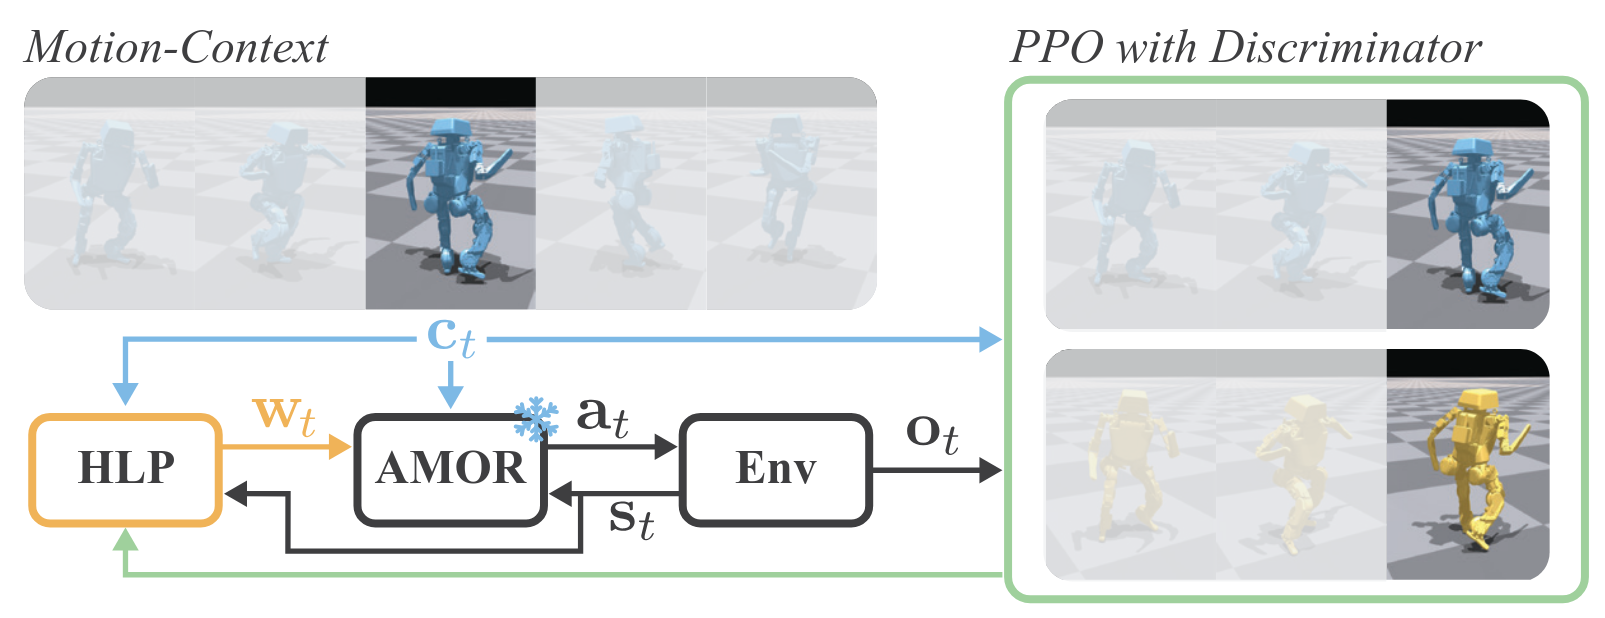 Motion-Context
PPO with Discriminator
c_t
w_t
a_t
o_t
HLP
AMOR
Env
s_t